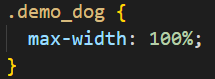 .demo_dog {
  max-width: 100%;
}